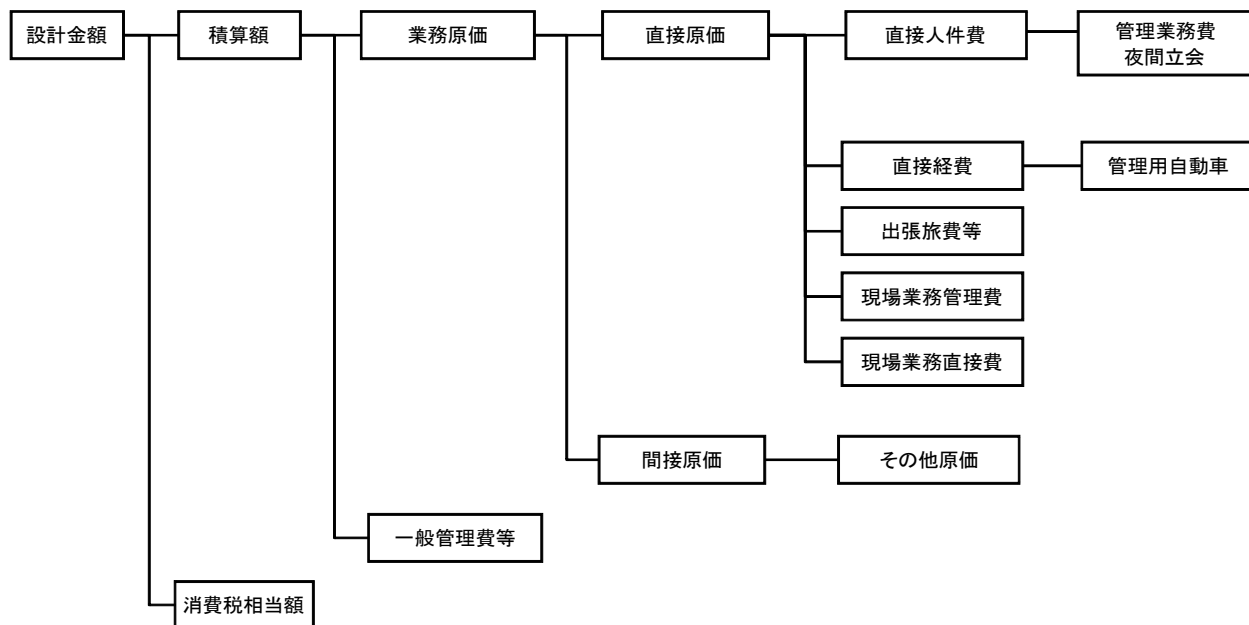 設計金額
積算額
業務原価
直接原価
直接人件費
管理業務費
夜間立会
直接経費
管理用自動車
出張旅費等
現場業務管理費
現場業務直接費
間接原価
その他原価
一般管理費等
消費税相当額